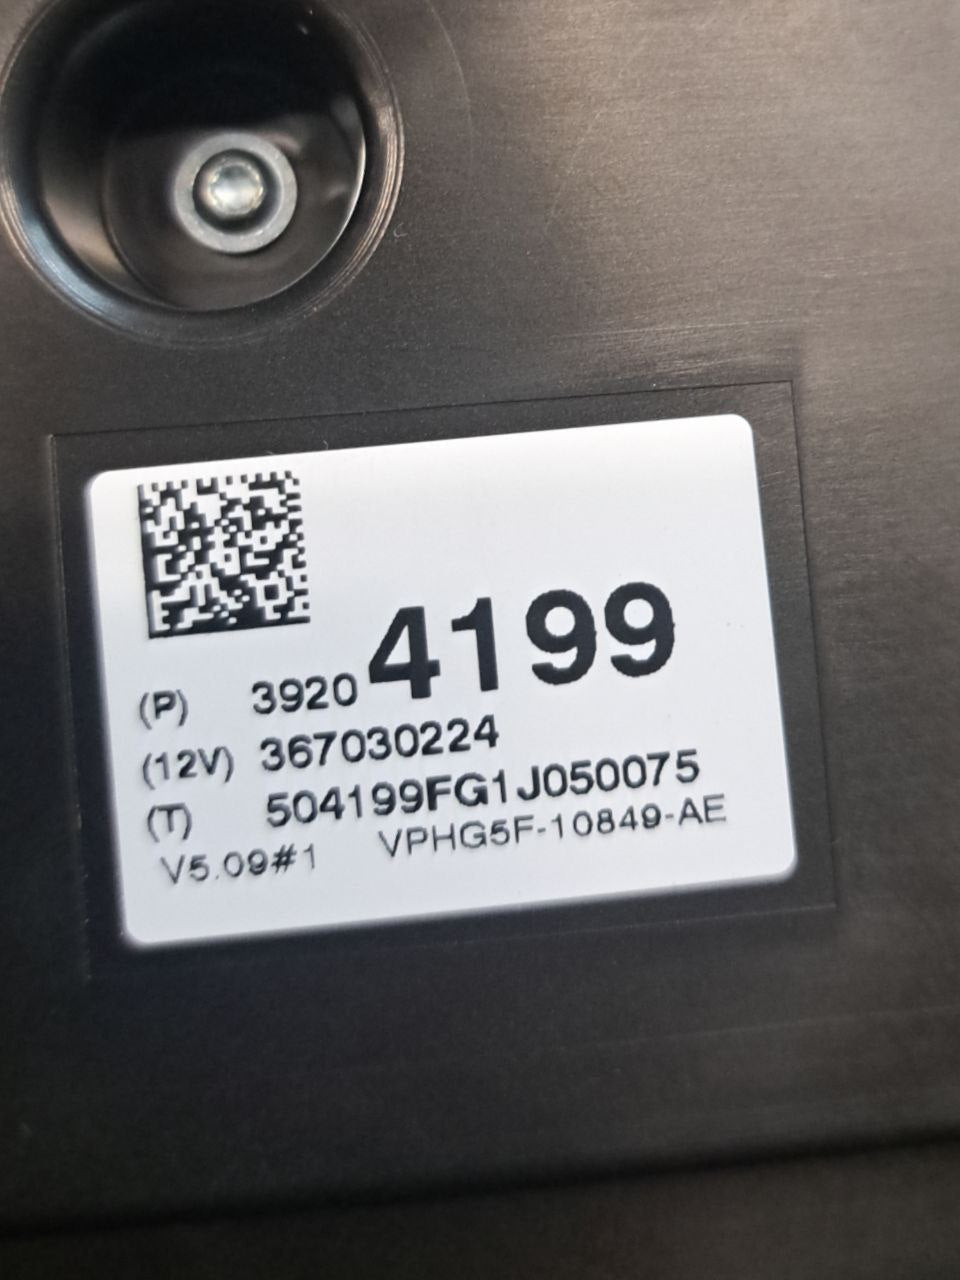 (P) 3920 4199
(12V) 367030224
(T) 504199FG1J050075
V5.09#1 VPHG5F-10849-AE